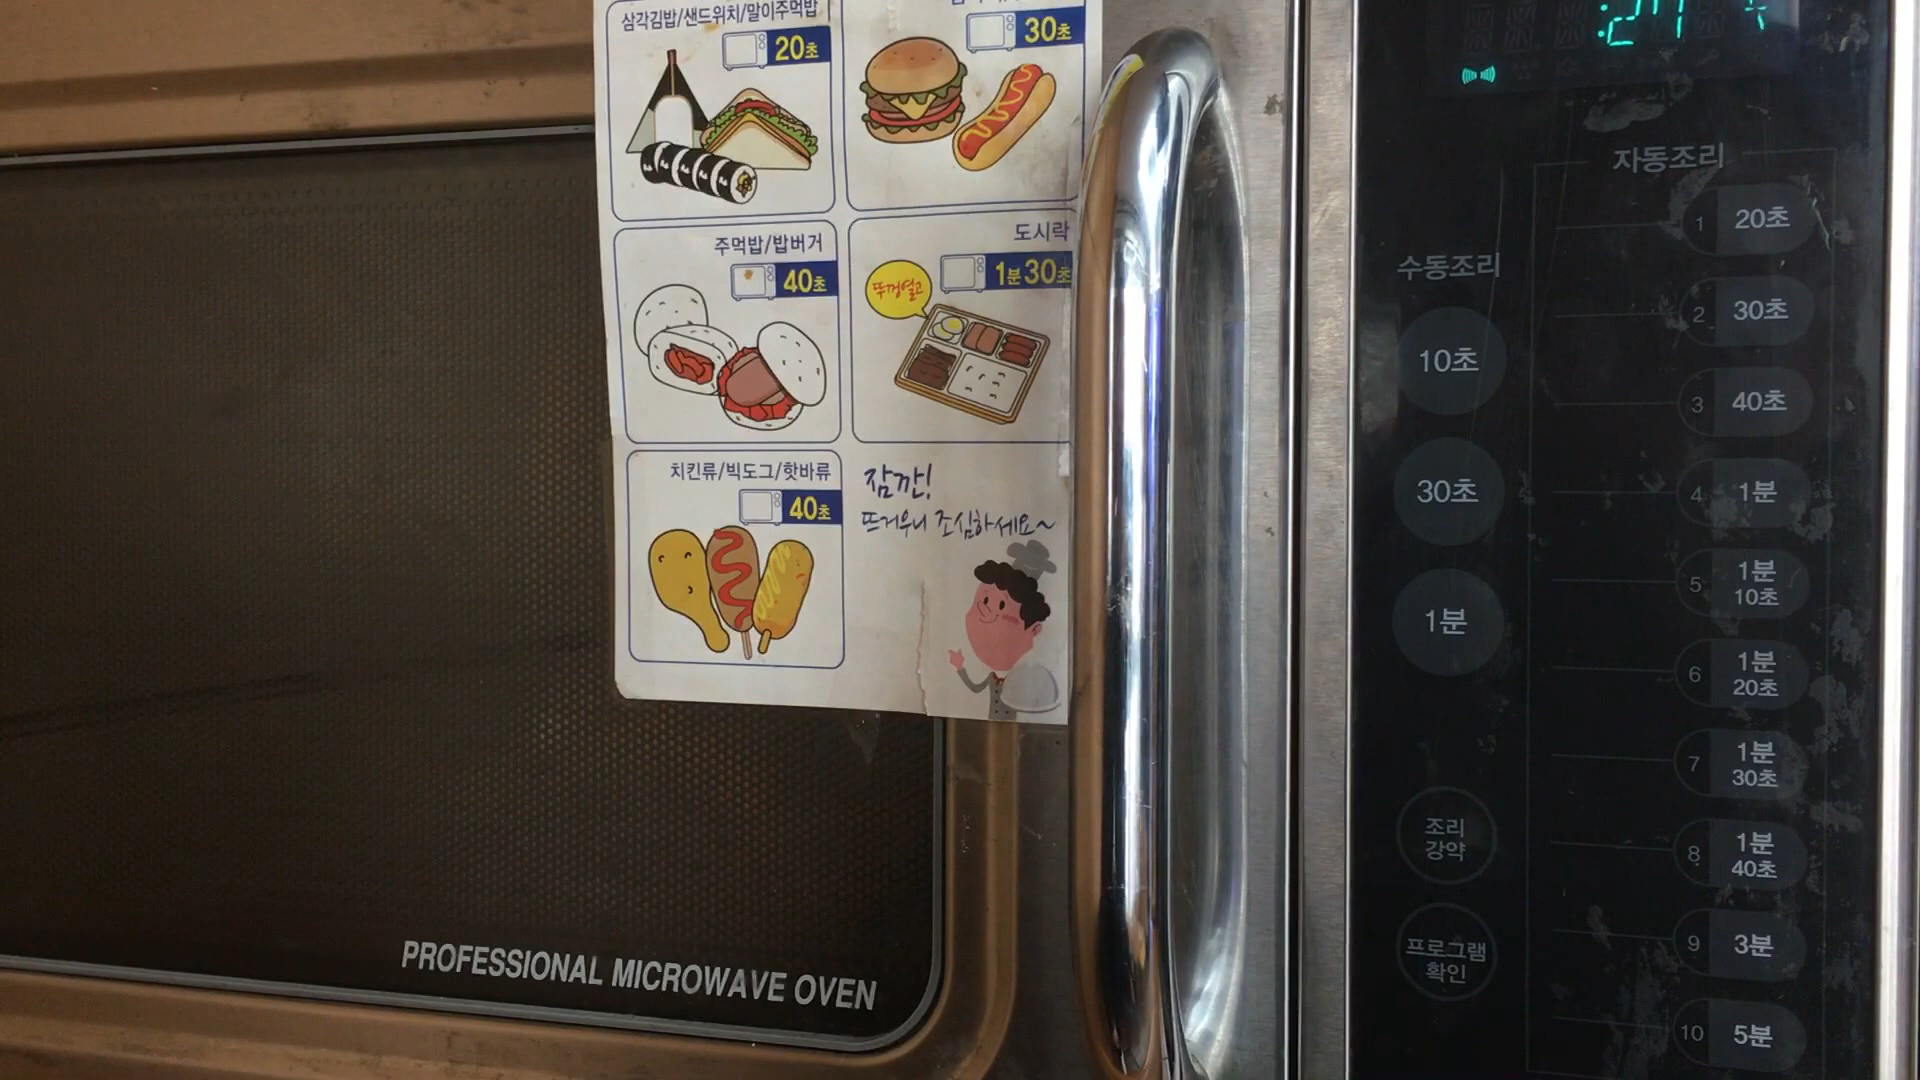 삼각김밥/샌드위치/말이주먹밥
20초
30초
주먹밥/밥버거
40초
도시락
1분30초
뚜껑열고
치킨류/빅도그/핫바류
40초
잠깐!
뜨거우니 조심하세요~
PROFESSIONAL MICROWAVE OVEN
:27
자동조리
수동조리
10초
30초
1분
조리
강약
프로그램
확인
1 20초
2 30초
3 40초
4 1분
5 1분
10초
6 1분
20초
7 1분
30초
8 1분
40초
9 3분
10 5분